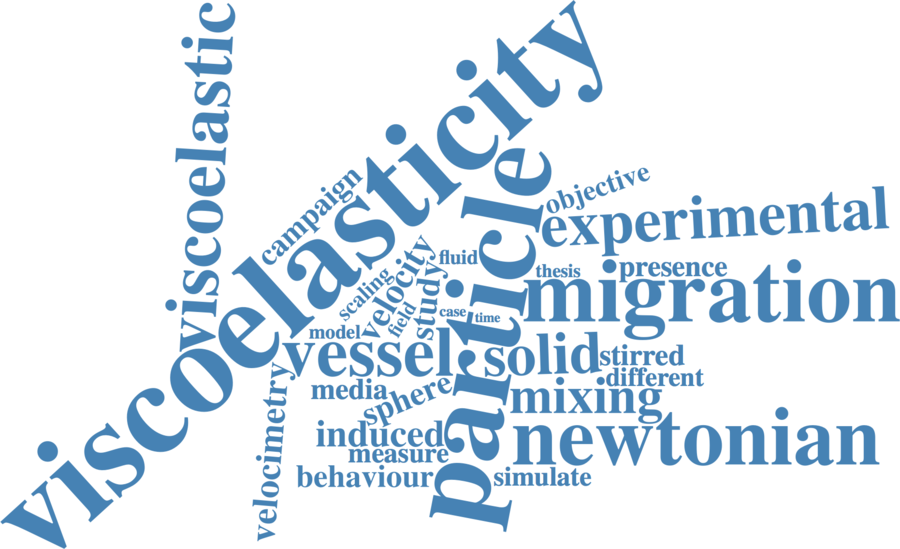 viscoelastic
viscoelasticity
particle
campaign
objective
experimental
velocity
fluid
study
thesis
presence
scaling
migration
field
case
time
model
vessel
solid
stirred
different
media
sphere
mixing
velocimetry
induced
newtonian
measure
behaviour
simulate